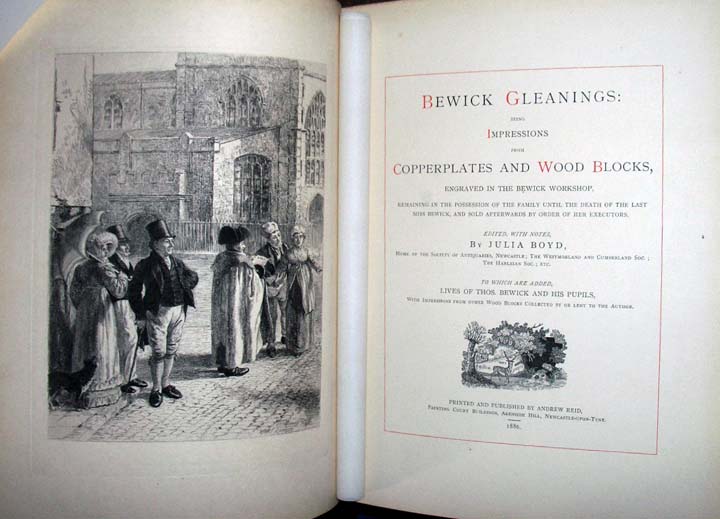 BEWICK GLEANINGS:
BEING
IMPRESSIONS
FROM
COPPERPLATES AND WOOD BLOCKS,
ENGRAVED IN THE BEWICK WORKSHOP,
REMAINING IN THE POSSESSION OF THE FAMILY UNTIL THE DEATH OF THE LAST
MISS BEWICK, AND SOLD AFTERWARDS BY ORDER OF HER EXECUTORS.
EDITED, WITH NOTES,
BY JULIA BOYD,
MEMB. OF THE SOCIETY OF ANTIQUARIES, NEWCASTLE; THE WESTMORLAND AND CUMBERLAND SOC.;
THE HARLEIAN SOC.; ETC.
TO WHICH ARE ADDED,
LIVES OF THOS. BEWICK AND HIS PUPILS,
WITH IMPRESSIONS FROM OTHER WOOD BLOCKS COLLECTED BY OR LENT TO THE AUTHOR.
PRINTED AND PUBLISHED BY ANDREW REID,
PRINTING COURT BUILDINGS, AKENSIDE HILL, NEWCASTLE-UPON-TYNE.
1886.